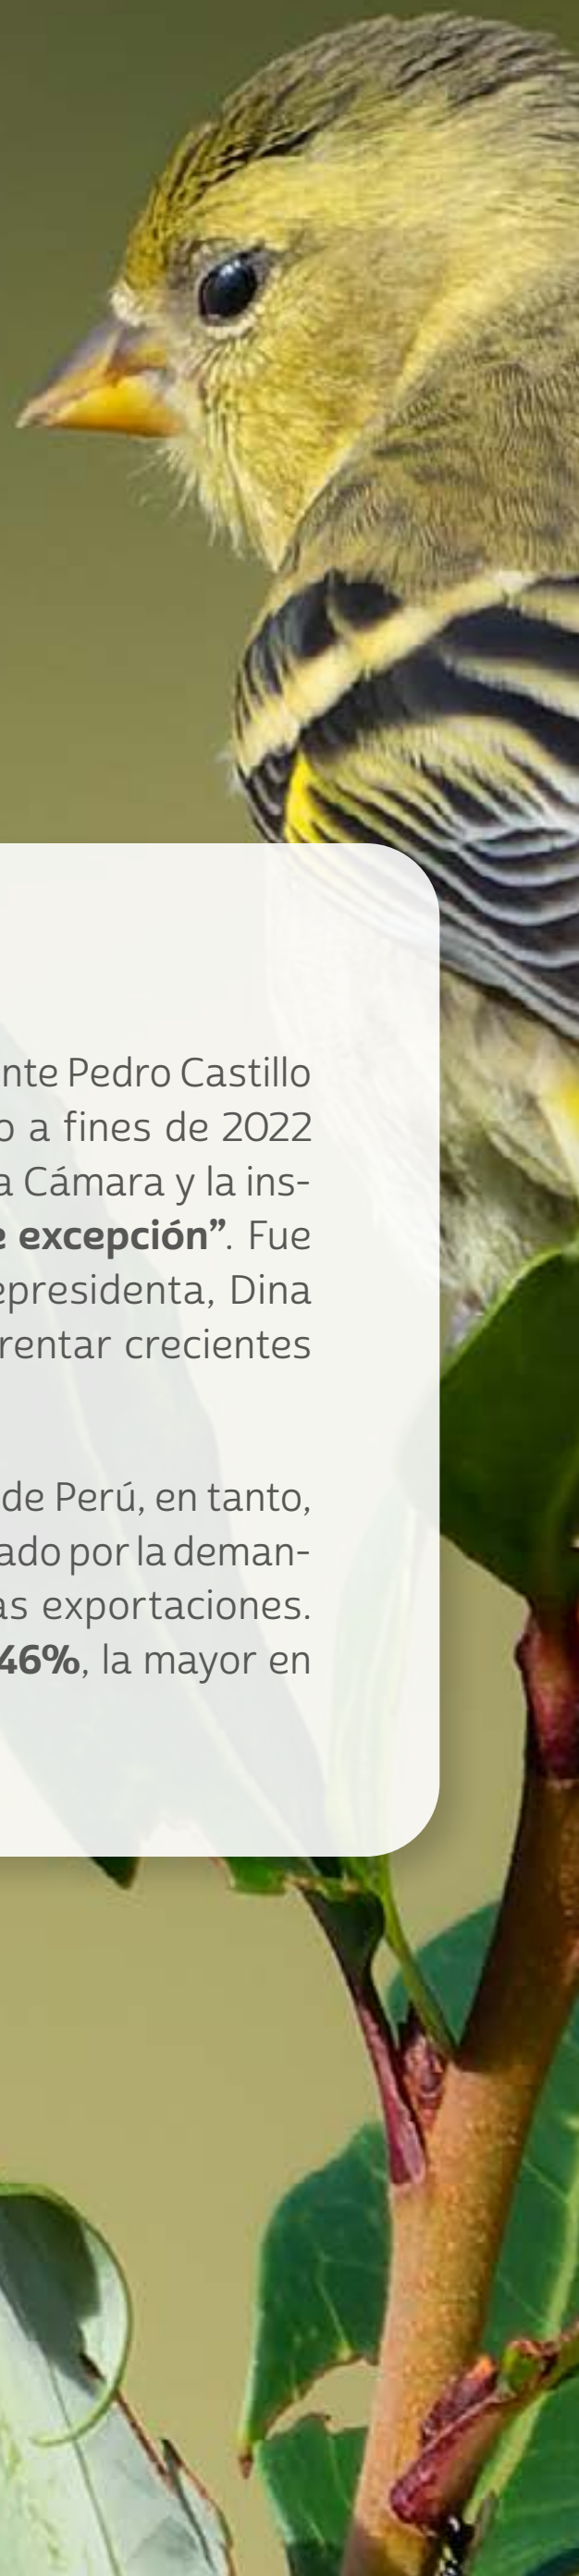 nte Pedro Castillo
o a fines de 2022
a Cámara y la ins-
e excepción”. Fue
epresidenta, Dina
rentar crecientes
de Perú, en tanto,
ado por la deman-
as exportaciones.
46%, la mayor en